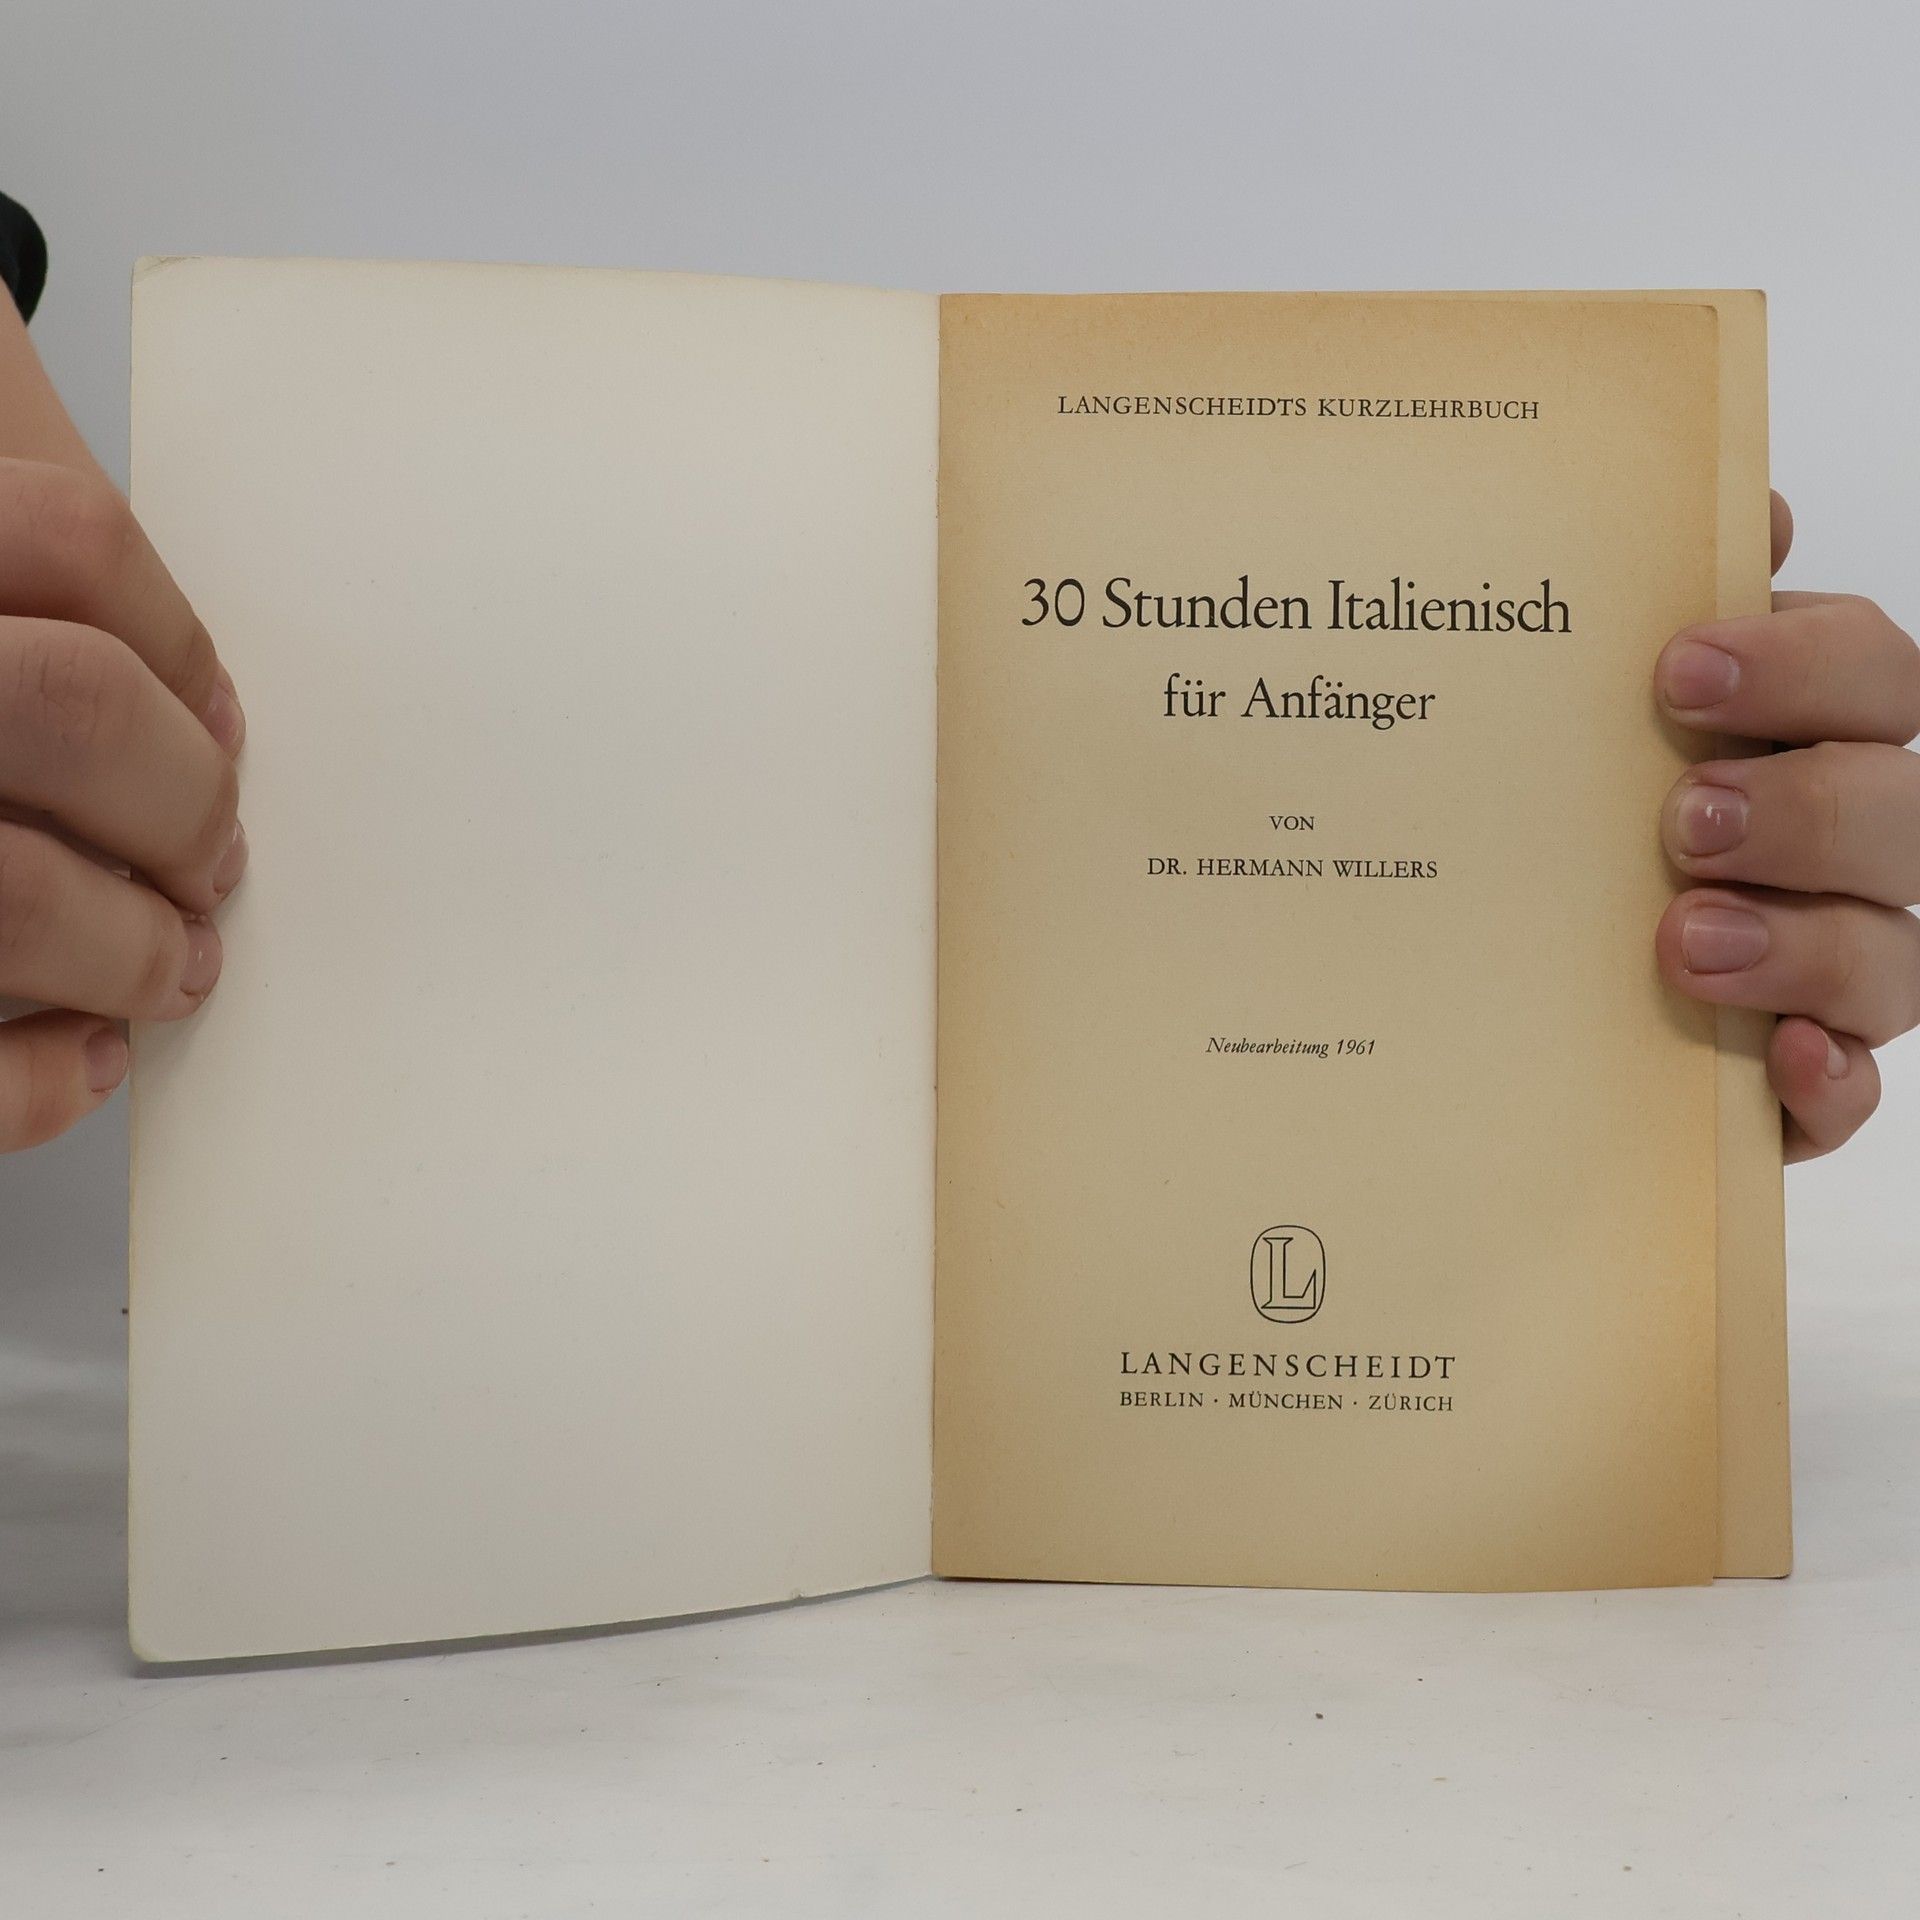 LANGENSCHEIDTS KURZLEHRBUCH
30 Stunden Italienisch
für Anfänger
VON
DR. HERMANN WILLERS
Neubearbeitung 1961
L
LANGENSCHEIDT
BERLIN · MÜNCHEN · ZÜRICH